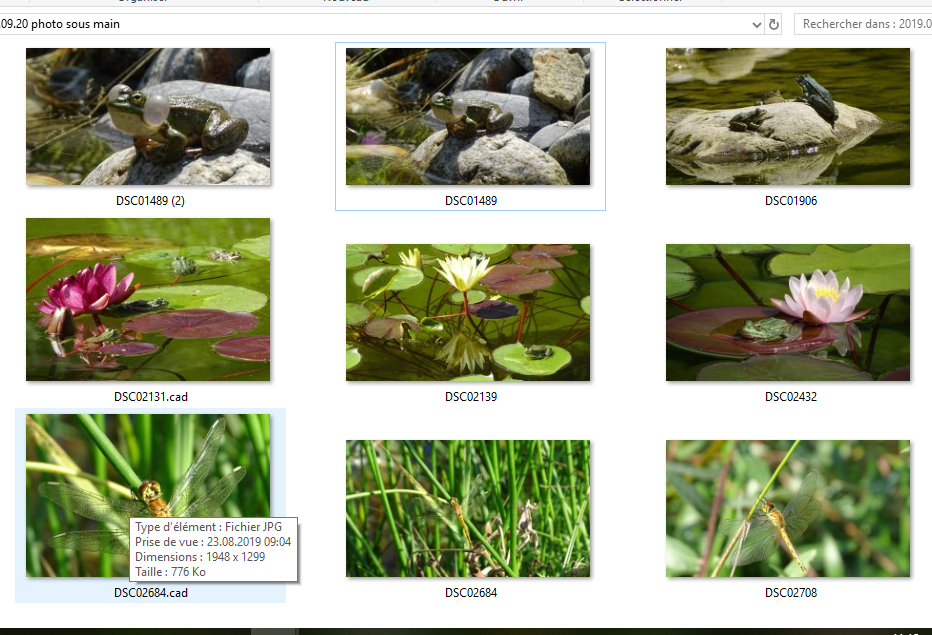 .09.20 photo sous main
Rechercher dans : 2019.0
DSC01489 (2)
DSC01489
DSC01906
DSC02131.cad
DSC02139
DSC02432
Type d'élément : Fichier JPG
Prise de vue : 23.08.2019 09:04
Dimensions : 1948 x 1299
Taille : 776 Ko
DSC02684.cad
DSC02684
DSC02708